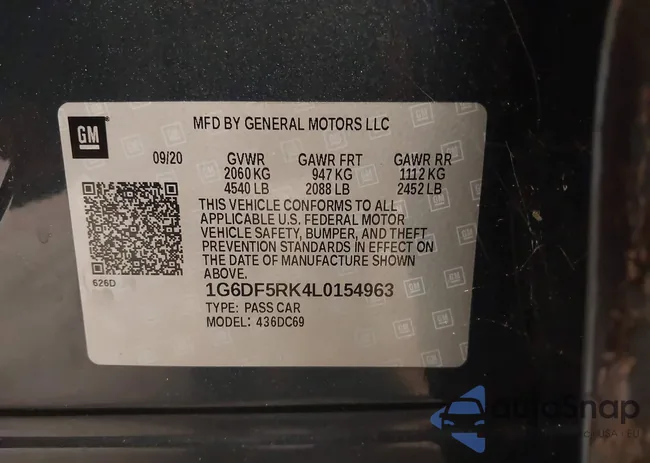 GM
MFD BY GENERAL MOTORS LLC
09/20 GVWR GAWR FRT GAWR RR
2060 KG 947 KG 1112 KG
4540 LB 2088 LB 2452 LB
THIS VEHICLE CONFORMS TO ALL
APPLICABLE U.S. FEDERAL MOTOR
VEHICLE SAFETY, BUMPER, AND THEFT
PREVENTION STANDARDS IN EFFECT ON
THE DATE OF MANUFACTURE SHOWN
ABOVE.
626D
1G6DF5RK4L0154963
TYPE: PASS CAR
MODEL: 436DC69
autoSnap
USA - EU